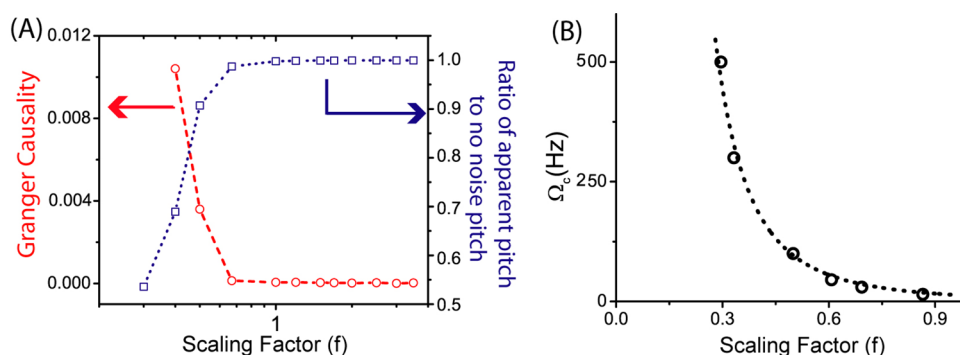 (A)
0.012
0.008
0.004
0.000
Granger Causality
1
Scaling Factor (f)
1.0
0.9
0.8
0.7
0.6
0.5
Ratio of apparent pitch
to no noise pitch
(B)
500
250
0
Ωc(Hz)
0.0
0.3
0.6
0.9
Scaling Factor (f)